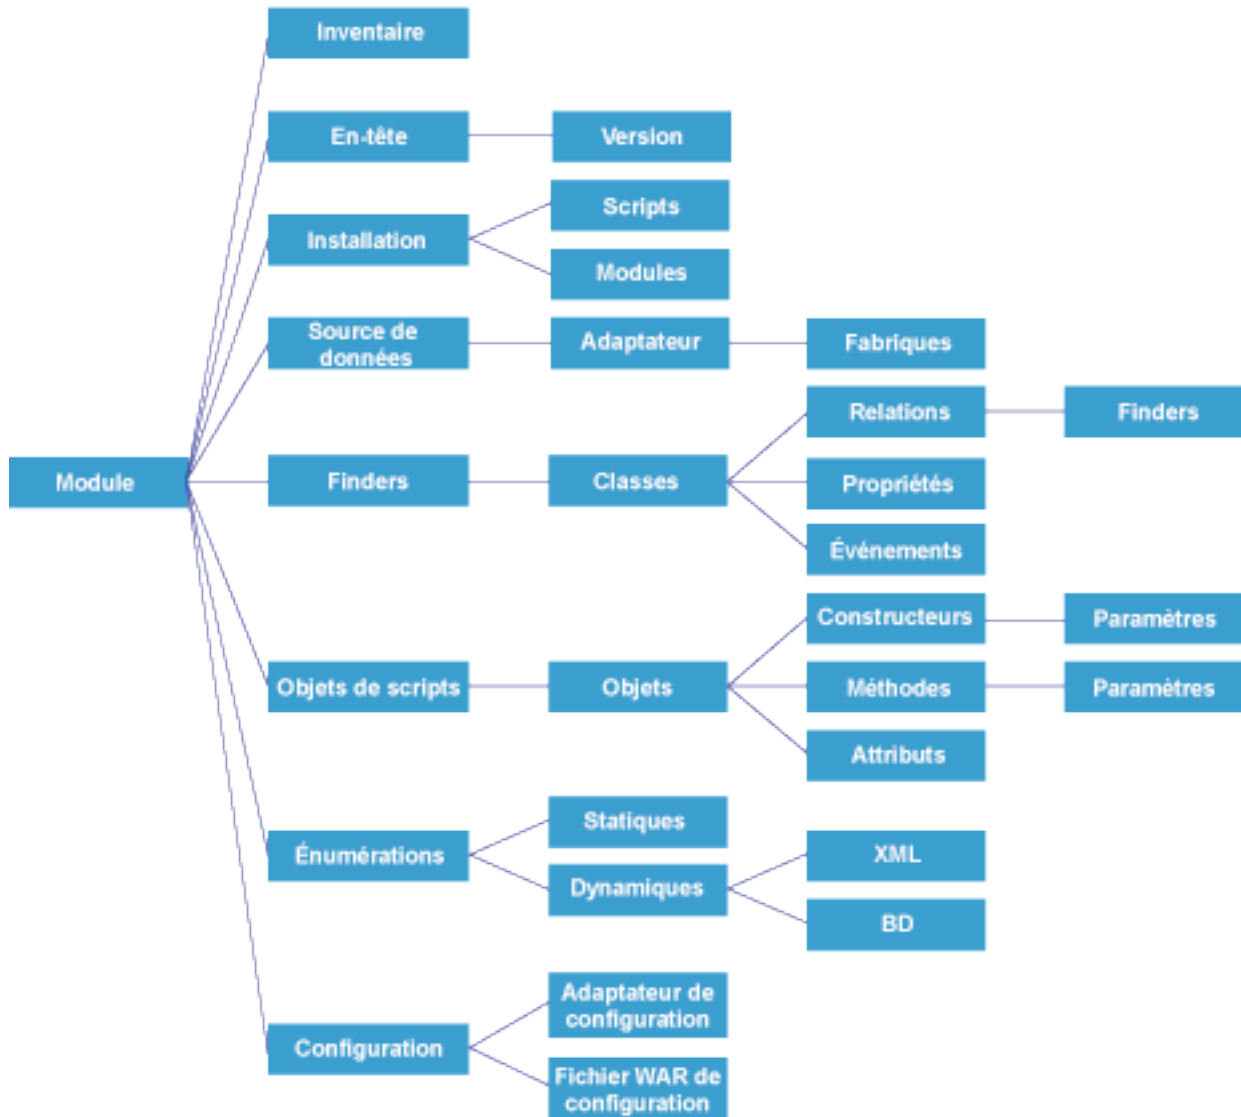 Inventaire
En-tête
Version
Scripts
Installation
Modules
Source de
données
Adaptateur
Fabriques
Relations
Finders
Module
Finders
Classes
Propriétés
Événements
Constructeurs
Paramètres
Objets de scripts
Objets
Méthodes
Paramètres
Attributs
Statiques
Énumérations
XML
Dynamiques
BD
Adaptateur de
configuration
Configuration
Fichier WAR de
configuration